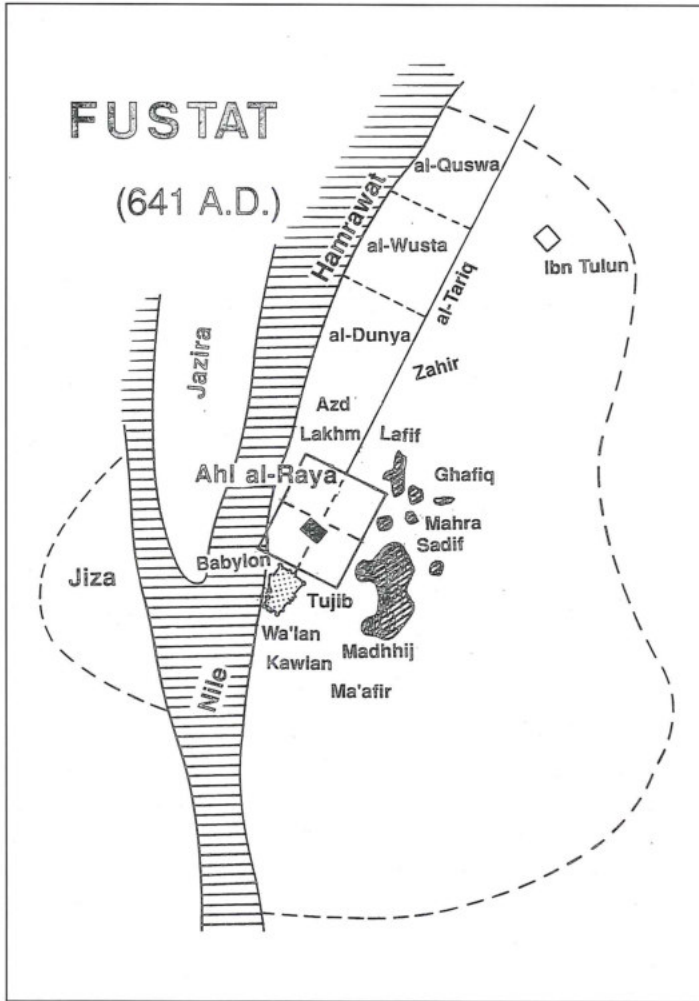 FUSTAT
(641 A.D.)
Hamrawat
al-Quswa
al-Wusta
Ibn Tulun
al-Tariq
al-Dunya
Zahir
Jazira
Azd
Lakhm
Lafif
Ahl al-Raya
Ghafiq
Mahra
Sadif
Babylon
Jiza
Tujib
Wa'lan
Madhhij
Kawlan
Ma'afir
Nile